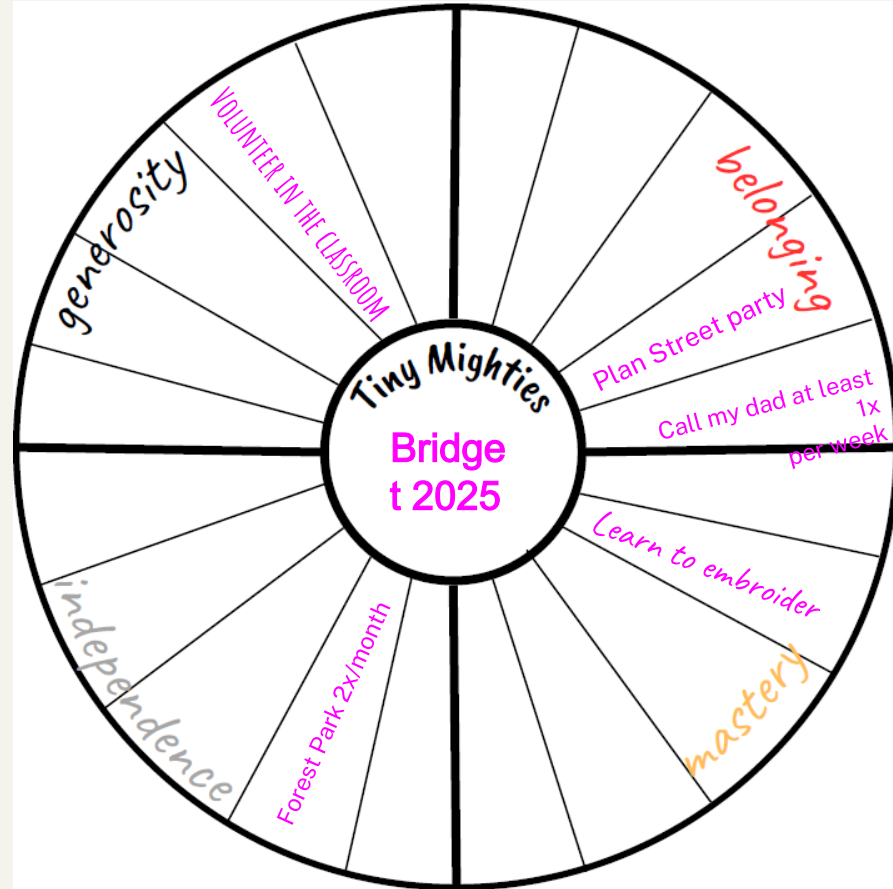 generosity
VOLUNTEER IN THE CLASSROOM
belonging
Plan Street party
Call my dad at least
1x
per week
Tiny Mighties
Bridge
t 2025
Learn to embroider
mastery
independence
Forest Park 2x/month